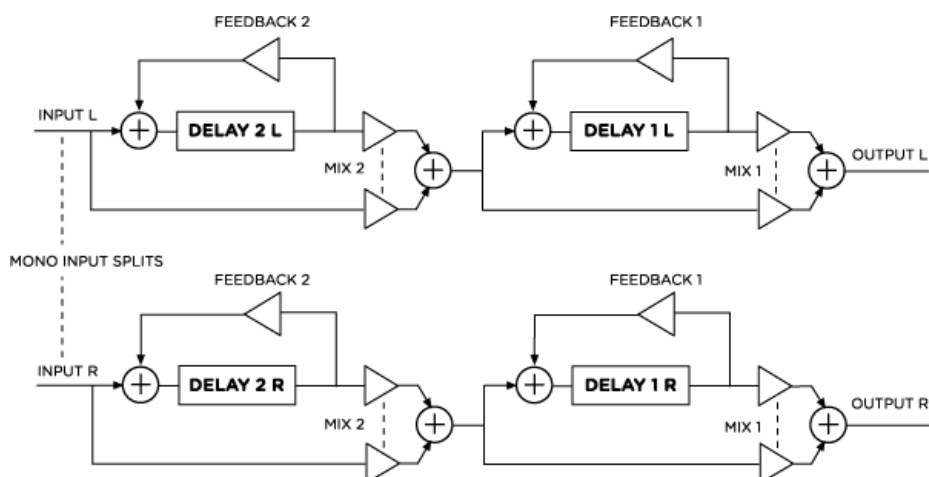 FEEDBACK 2
FEEDBACK 1
INPUT L
DELAY 2 L
DELAY 1 L
MIX 2
MIX 1
OUTPUT L
MONO INPUT SPLITS
FEEDBACK 2
FEEDBACK 1
INPUT R
DELAY 2 R
DELAY 1 R
MIX 2
MIX 1
OUTPUT R